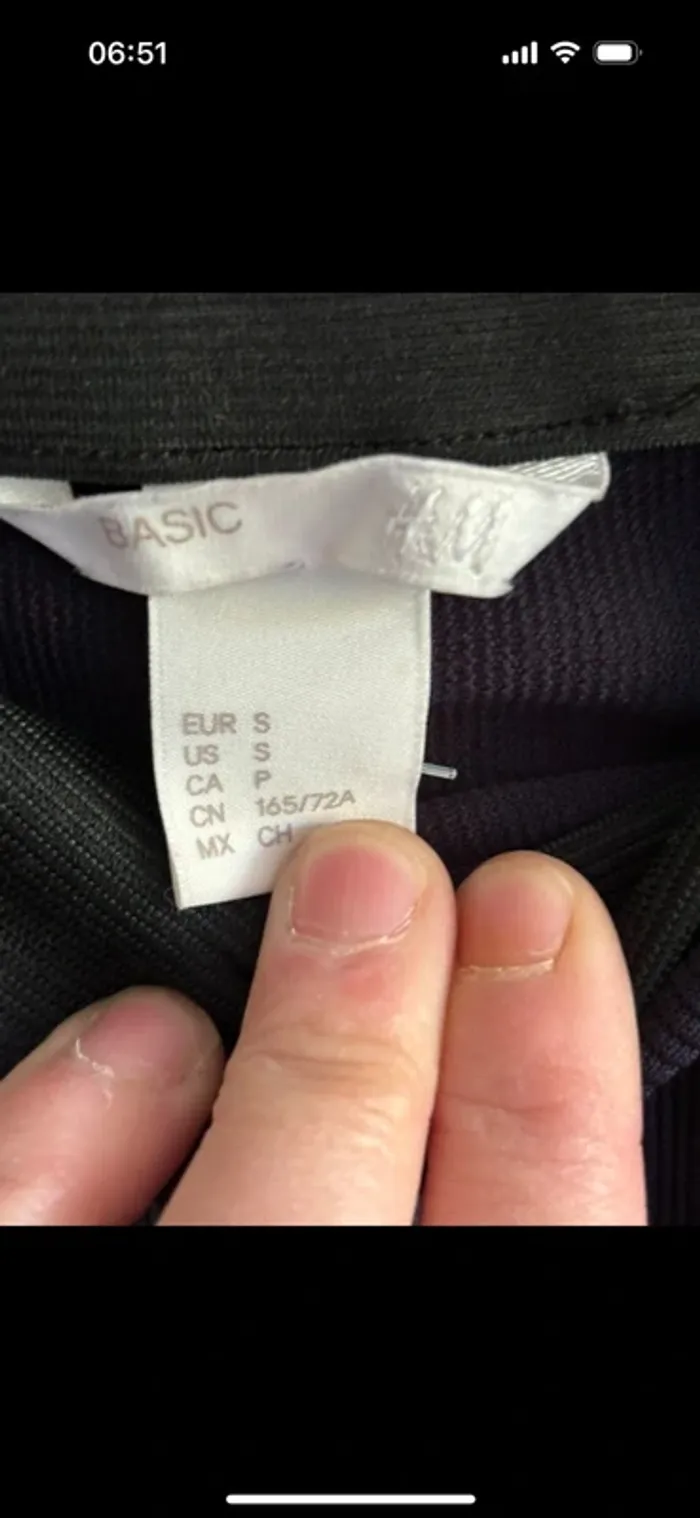 06:51
BASIC
H&M
EUR S
US S
CA P
CN 165/72A
MX CH